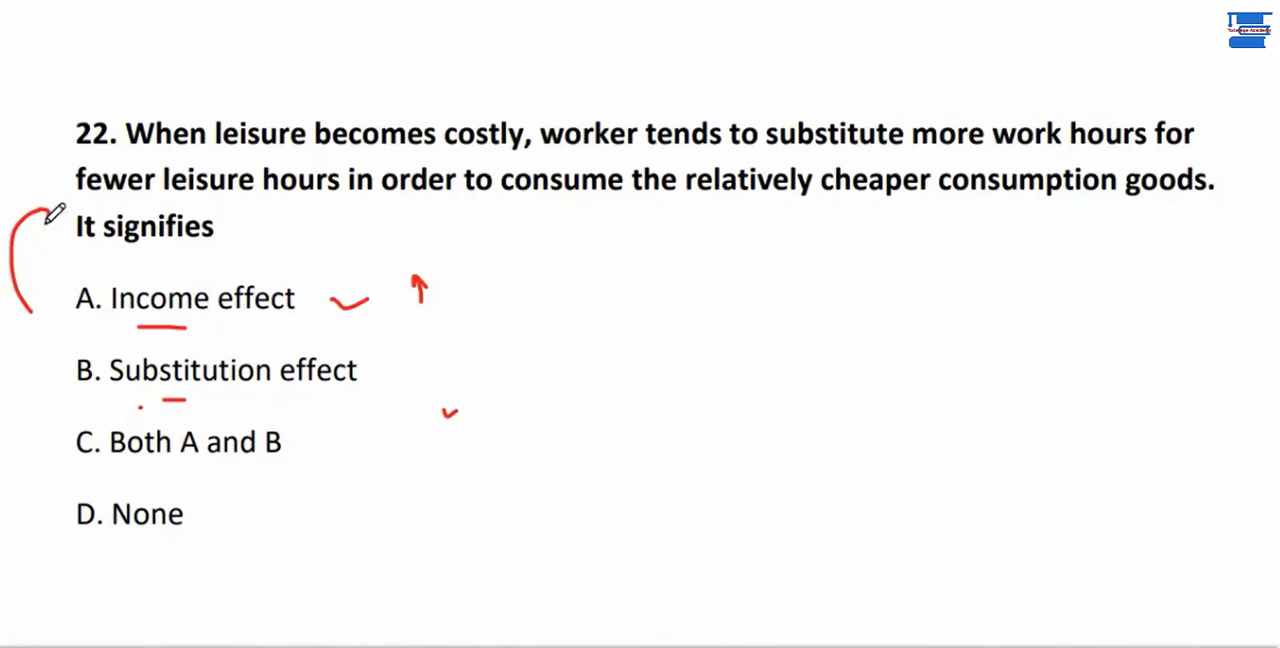 22. When leisure becomes costly, worker tends to substitute more work hours for
fewer leisure hours in order to consume the relatively cheaper consumption goods.
It signifies
A. Income effect
B. Substitution effect
C. Both A and B
D. None